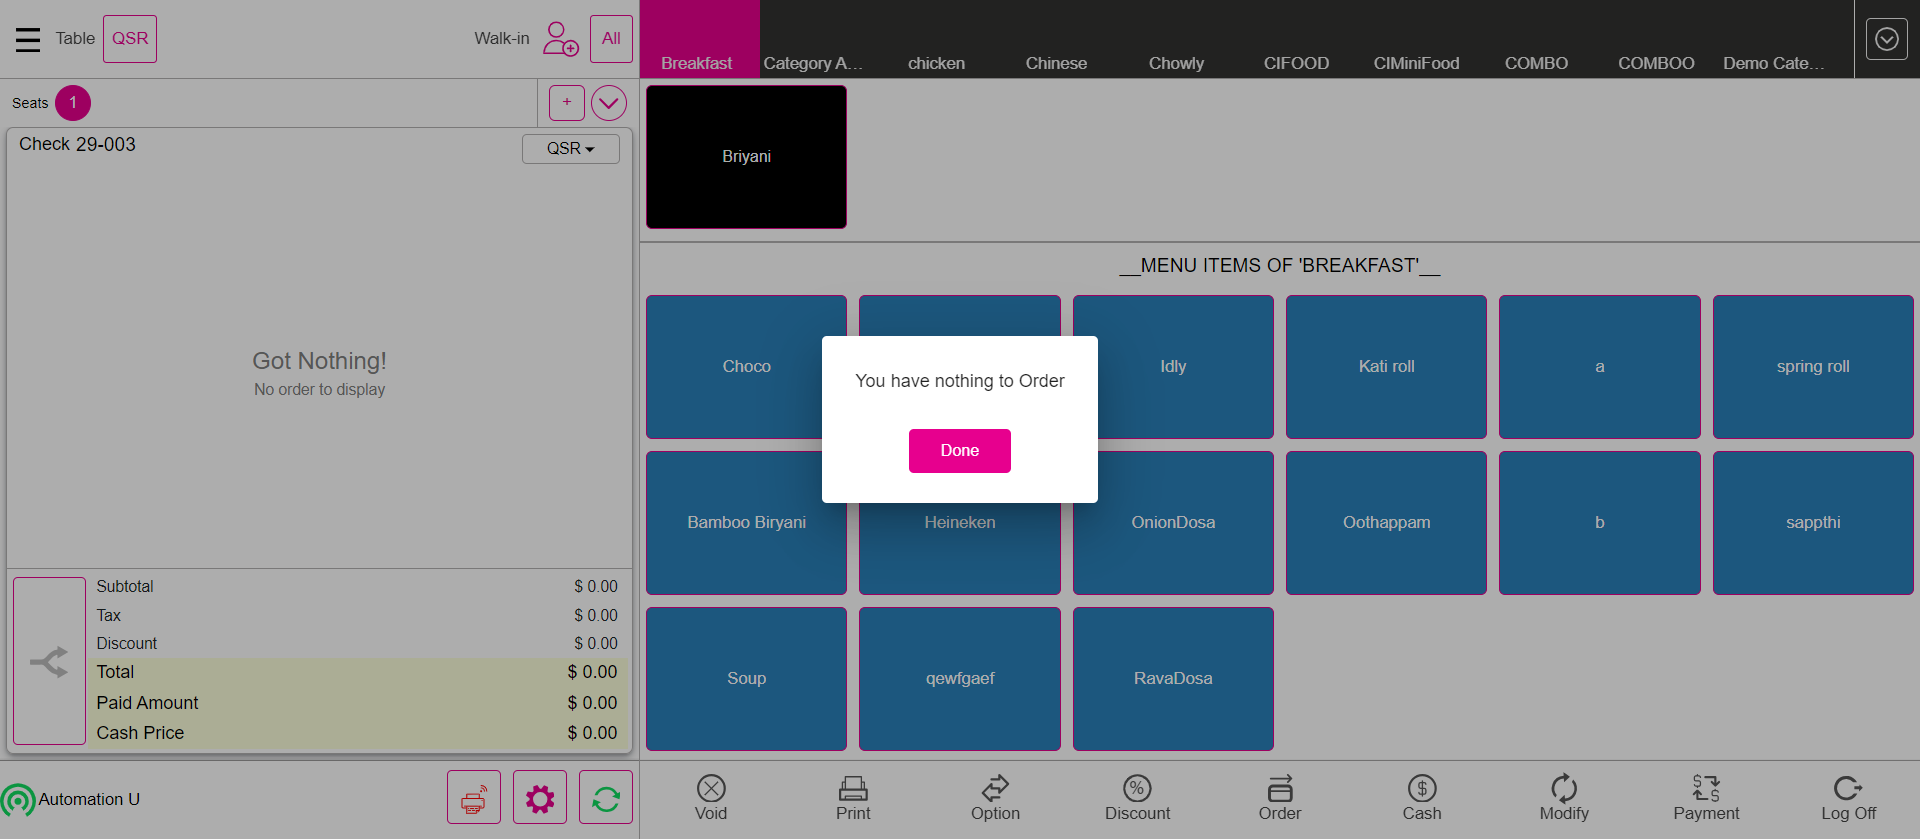 Table QSR Walk-in All
Breakfast Category A... chicken Chinese Chowly CIFOOD CIMiniFood COMBO COMBOO Demo Cate...
Seats 1 +
Check 29-003 QSR
Got Nothing!
No order to display
Subtotal $ 0.00
Tax $ 0.00
Discount $ 0.00
Total $ 0.00
Paid Amount $ 0.00
Cash Price $ 0.00
Automation U
Briyani
__MENU ITEMS OF 'BREAKFAST'__
Choco Idly Kati roll a spring roll
You have nothing to Order
Done
Bamboo Biryani Heineken OnionDosa Oothappam b sappthi
Soup qewfgaef RavaDosa
Void Print Option Discount Order Cash Modify Payment Log Off